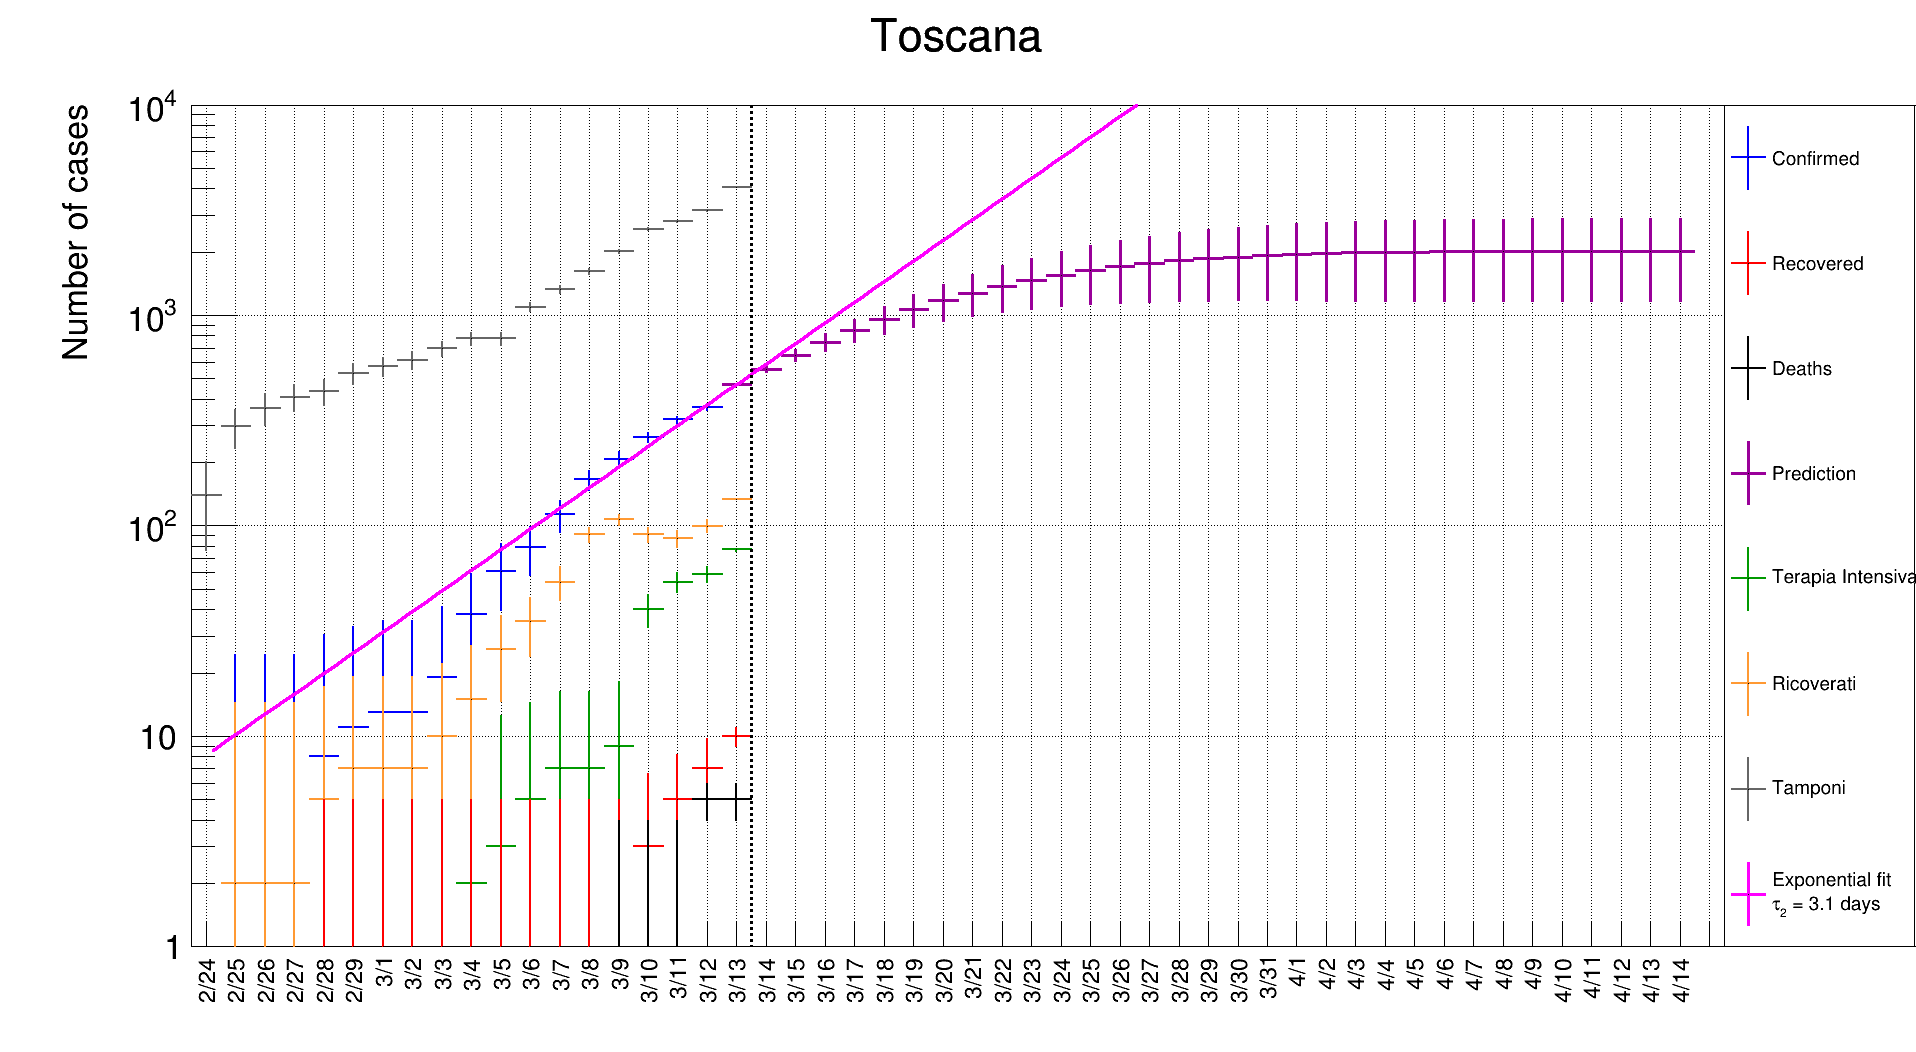 Toscana
Number of cases
10^4
10^3
10^2
10
1
2/24 2/25 2/26 2/27 2/28 2/29 3/1 3/2 3/3 3/4 3/5 3/6 3/7 3/8 3/9 3/10 3/11 3/12 3/13 3/14 3/15 3/16 3/17 3/18 3/19 3/20 3/21 3/22 3/23 3/24 3/25 3/26 3/27 3/28 3/29 3/30 3/31 4/1 4/2 4/3 4/4 4/5 4/6 4/7 4/8 4/9 4/10 4/11 4/12 4/13 4/14
Confirmed
Recovered
Deaths
Prediction
Terapia Intensiva
Ricoverati
Tamponi
Exponential fit
τ₂ = 3.1 days